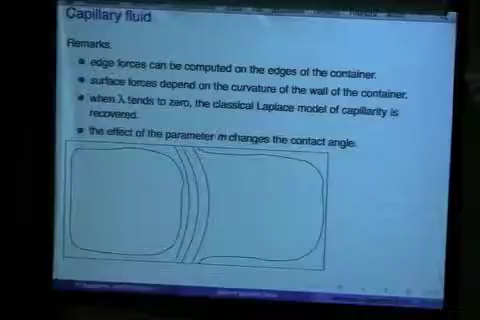 Capillary fluid
Remarks.
edge forces can be computed on the edges of the container.
surface forces depend on the curvature of the wall of the container.
when λ tends to zero, the classical Laplace model of capillarity is
recovered.
the effect of the parameter m changes the contact angle.